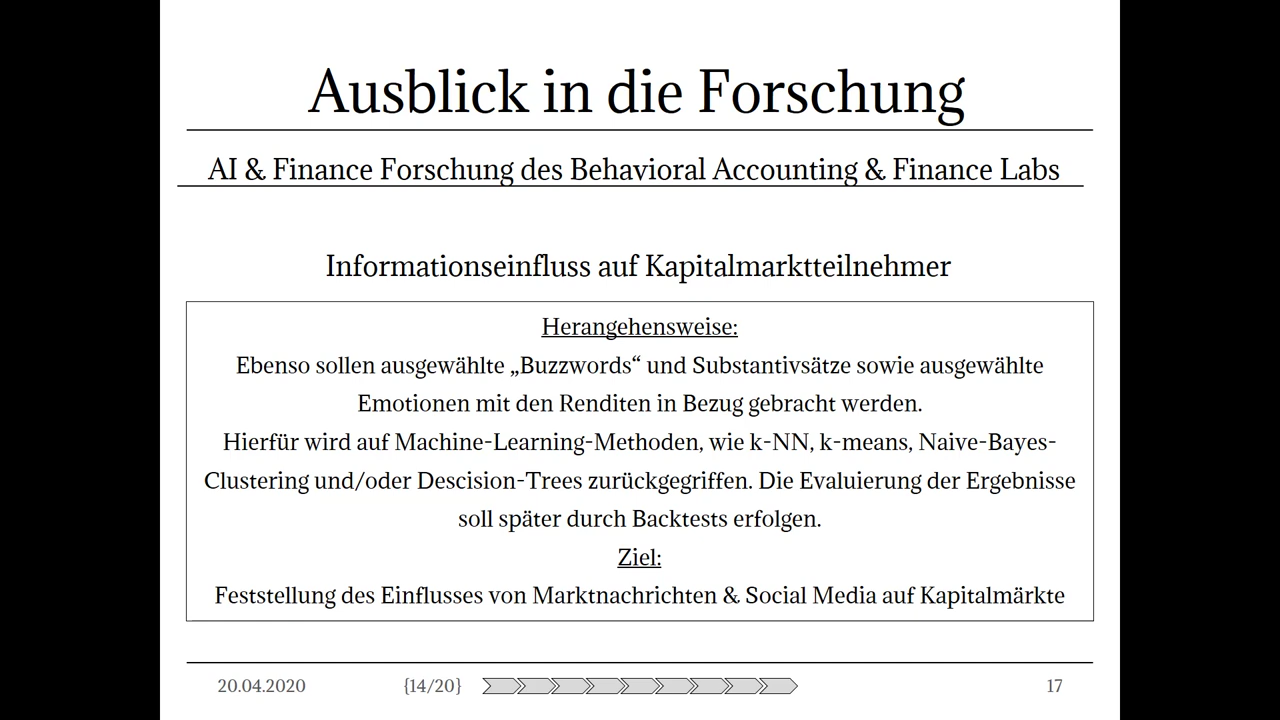 Ausblick in die Forschung
AI & Finance Forschung des Behavioral Accounting & Finance Labs
Informationseinfluss auf Kapitalmarktteilnehmer
Herangehensweise:
Ebenso sollen ausgewählte „Buzzwords“ und Substantivsätze sowie ausgewählte
Emotionen mit den Renditen in Bezug gebracht werden.
Hierfür wird auf Machine-Learning-Methoden, wie k-NN, k-means, Naive-Bayes-
Clustering und/oder Descision-Trees zurückgegriffen. Die Evaluierung der Ergebnisse
soll später durch Backtests erfolgen.
Ziel:
Feststellung des Einflusses von Marktnachrichten & Social Media auf Kapitalmärkte
20.04.2020 {14/20} 17